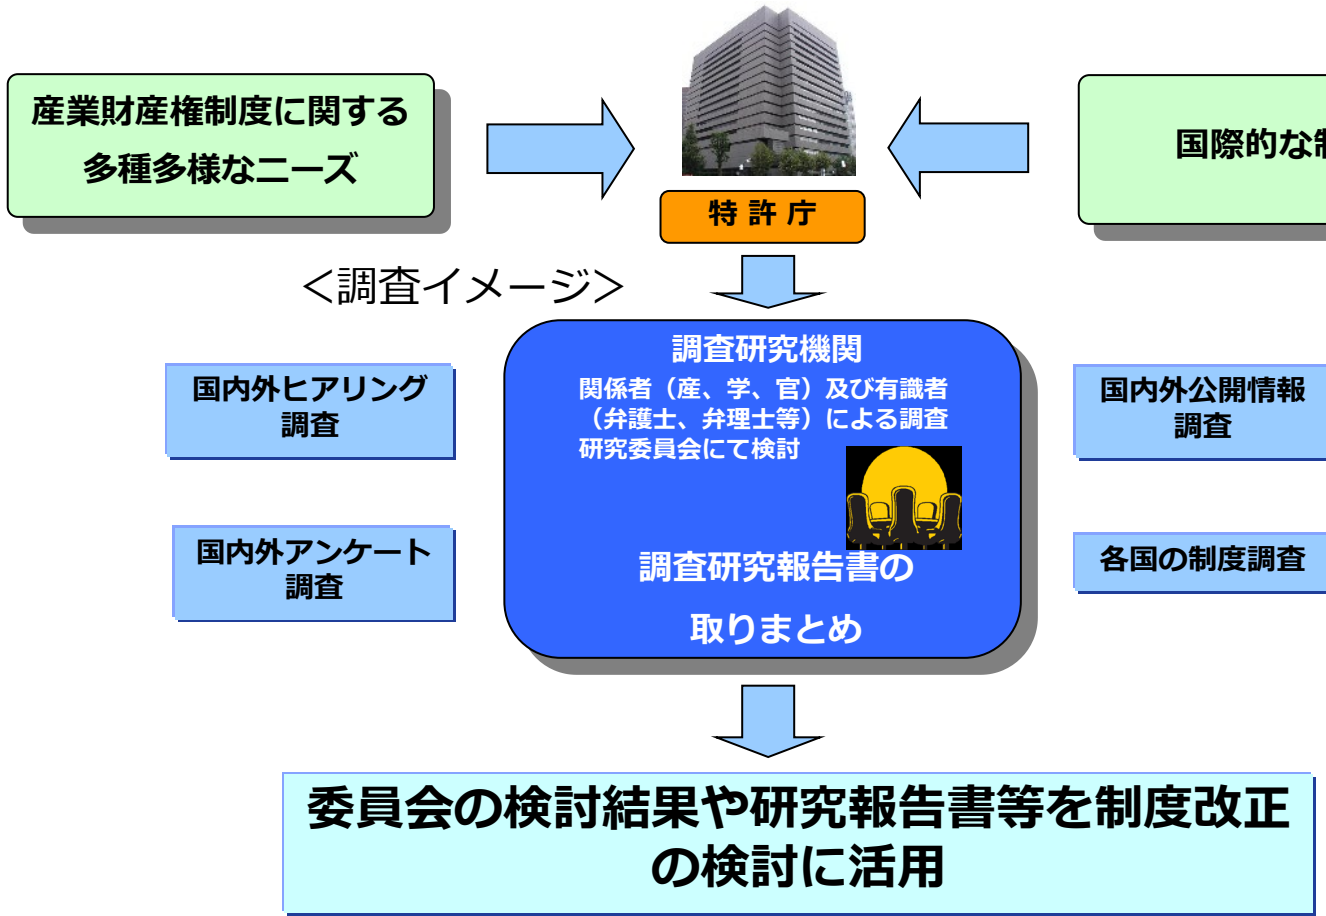 産業財産権制度に関する
多種多様なニーズ
国際的な
特許庁
＜調査イメージ＞
調査研究機関
関係者（産、学、官）及び有識者
（弁護士、弁理士等）による調査
研究委員会にて検討
調査研究報告書の
取りまとめ
国内外ヒアリング
調査
国内外アンケート
調査
国内外公開情報
調査
各国の制度調査
委員会の検討結果や研究報告書等を制度改正
の検討に活用